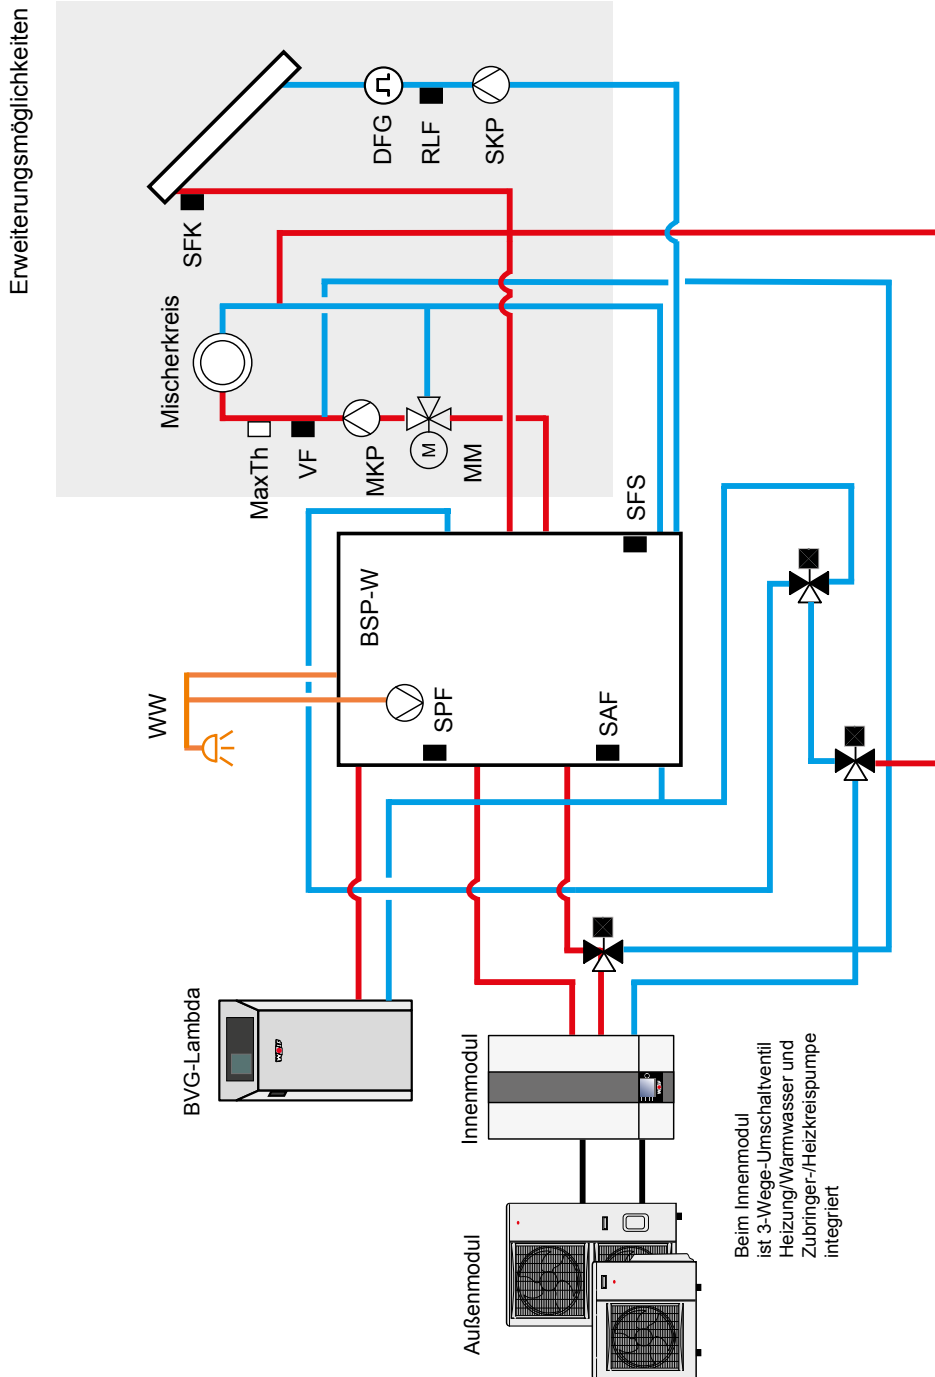 Erweiterungsmöglichkeiten
DFG
RLF
SKP
SFK
Mischerkreis
MaxTh
VF
MKP
M
MM
SFS
BSP-W
WW
SPF
SAF
BVG-Lambda
WOLF
Innenmodul
Außenmodul
Beim Innenmodul
ist 3-Wege-Umschaltventil
Heizung/Warmwasser und
Zubringer-/Heizkreispumpe
integriert